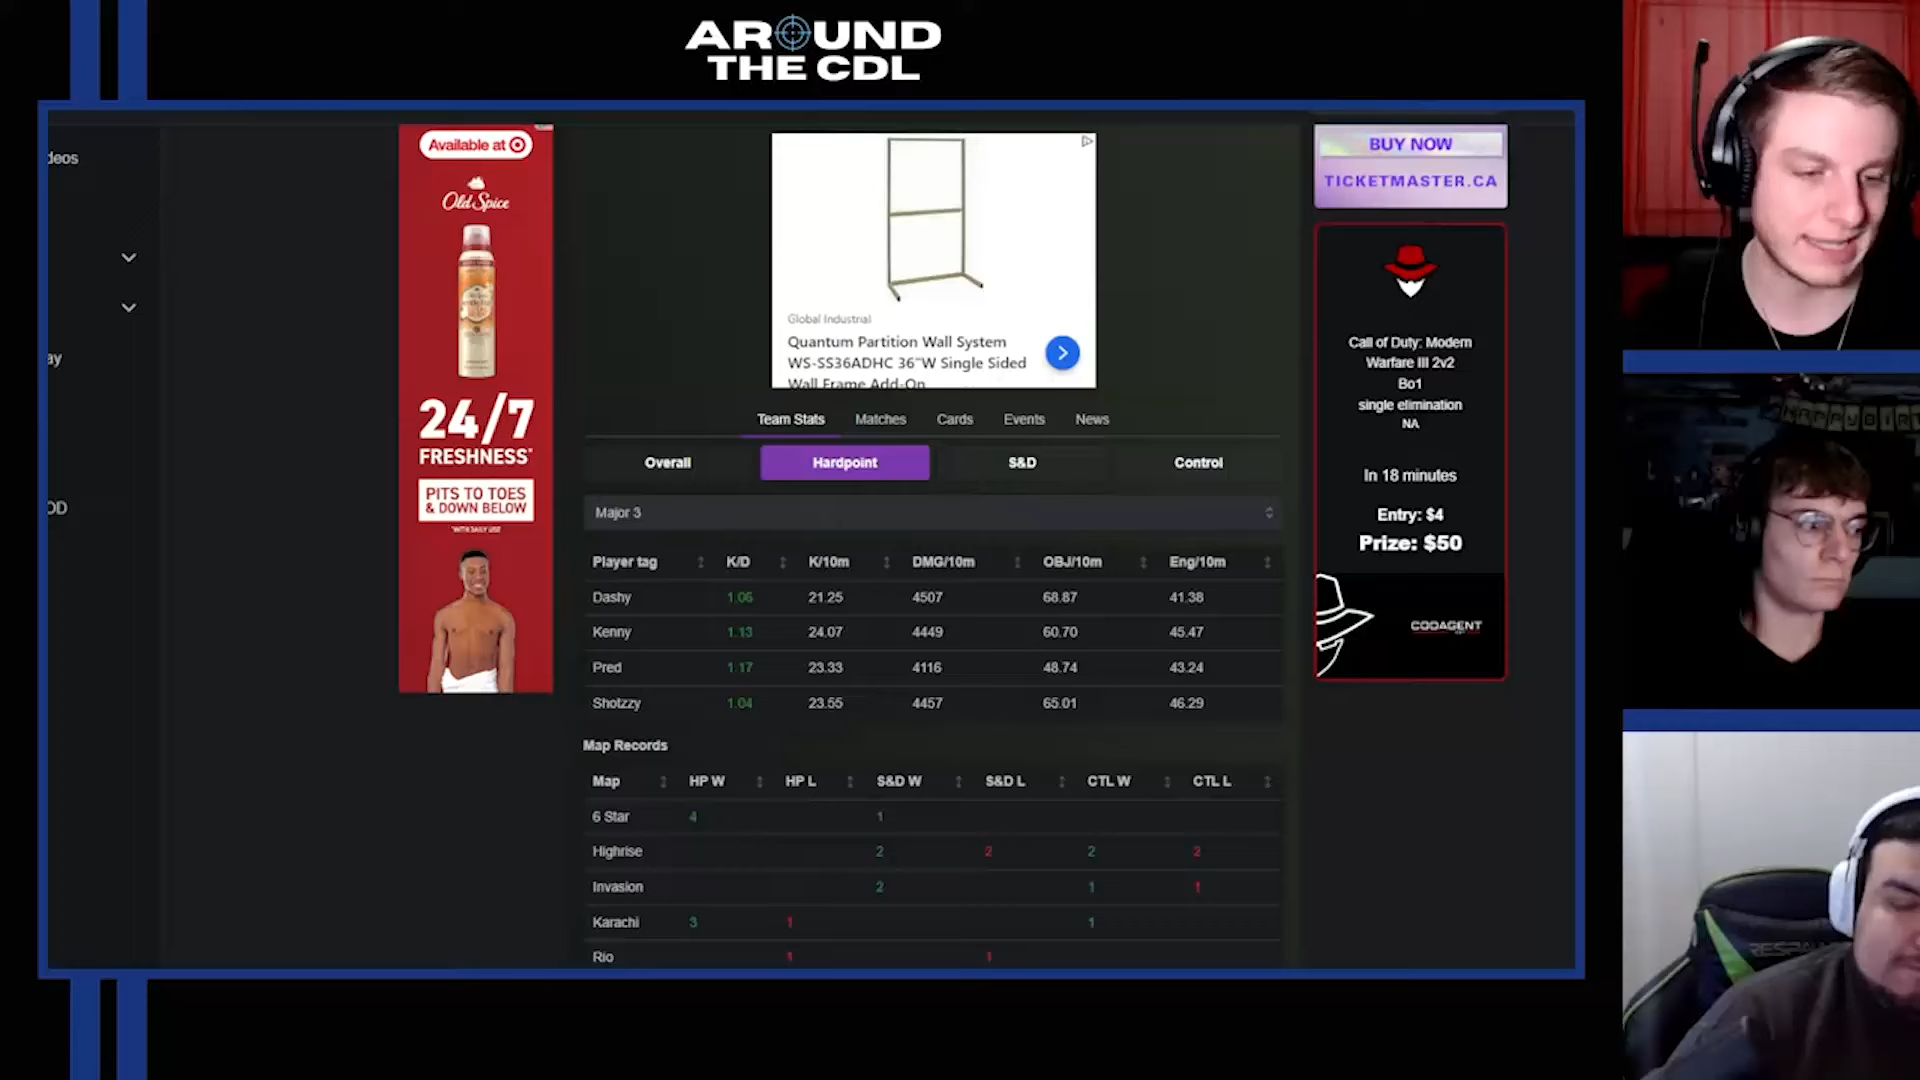 AROUND
THE CDL
deos
ay
OD
Available at
Old Spice
24/7
FRESHNESS*
PITS TO TOES
& DOWN BELOW
*WITH DAILY USE
Global Industrial
Quantum Partition Wall System
WS-SS36ADHC 36"W Single Sided
Wall Frame Add-On
BUY NOW
TICKETMASTER.CA
Call of Duty: Modern
Warfare III 2v2
Bo1
single elimination
NA
In 18 minutes
Entry: $4
Prize: $50
CODAGENT
Team Stats Matches Cards Events News
Overall Hardpoint S&D Control
Major 3
Player tag K/D K/10m DMG/10m OBJ/10m Eng/10m
Dashy 1.06 21.25 4507 68.87 41.38
Kenny 1.13 24.07 4449 60.70 45.47
Pred 1.17 23.33 4116 48.74 43.24
Shotzzy 1.04 23.55 4457 65.01 46.29
Map Records
Map HP W HP L S&D W S&D L CTL W CTL L
6 Star 4 1
Highrise 2 2 2 2
Invasion 2 1 1
Karachi 3 1 1
Rio 1 1
HAPPYBIRT